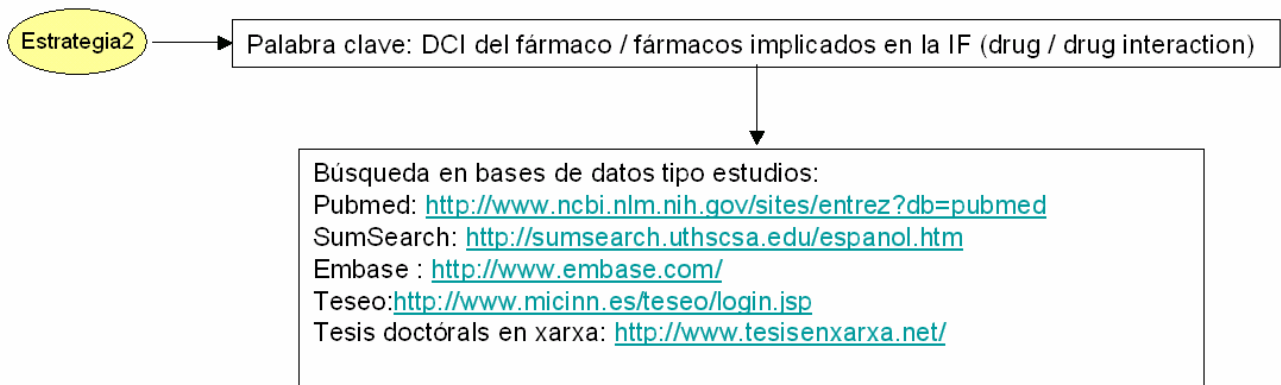 Estrategia2
Palabra clave: DCI del fármaco / fármacos implicados en la IF (drug / drug interaction)
Búsqueda en bases de datos tipo estudios:
Pubmed: http://www.ncbi.nlm.nih.gov/sites/entrez?db=pubmed
SumSearch: http://sumsearch.uthscsa.edu/espanol.htm
Embase : http://www.embase.com/
Teseo:http://www.micinn.es/teseo/login.jsp
Tesis doctórals en xarxa: http://www.tesisenxarxa.net/